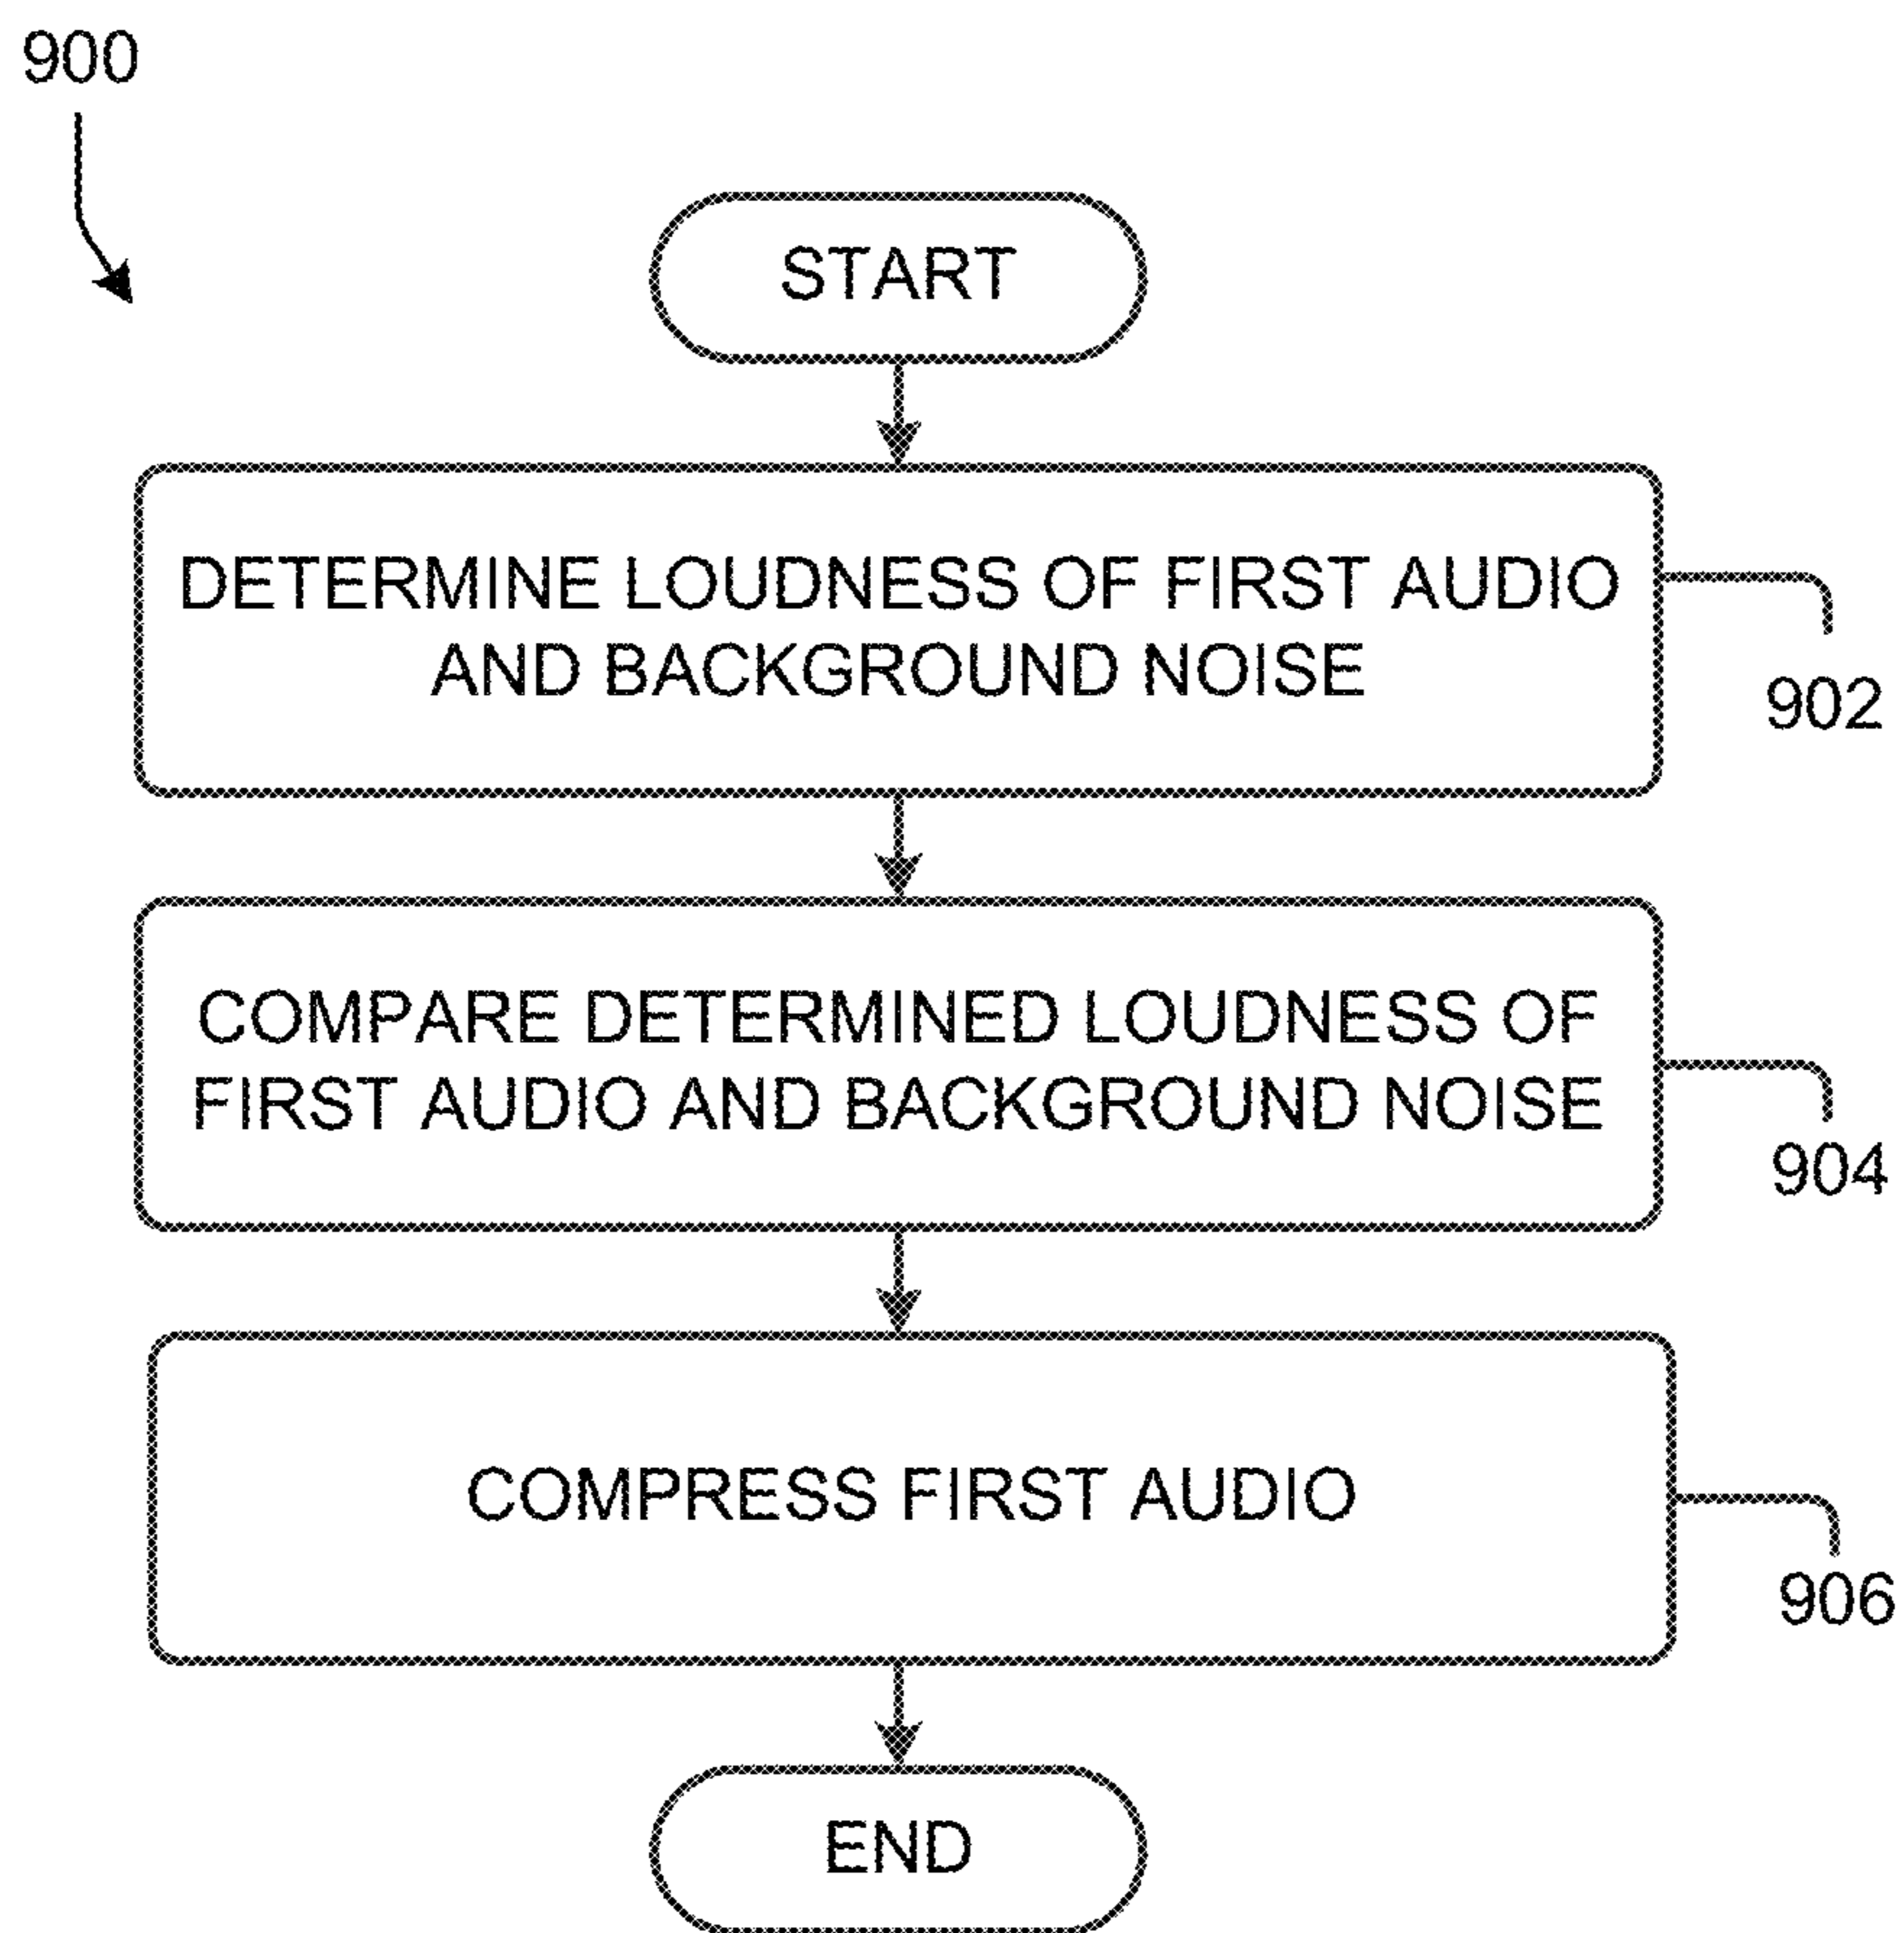 900
START
DETERMINE LOUDNESS OF FIRST AUDIO
AND BACKGROUND NOISE
902
COMPARE DETERMINED LOUDNESS OF
FIRST AUDIO AND BACKGROUND NOISE
904
COMPRESS FIRST AUDIO
906
END